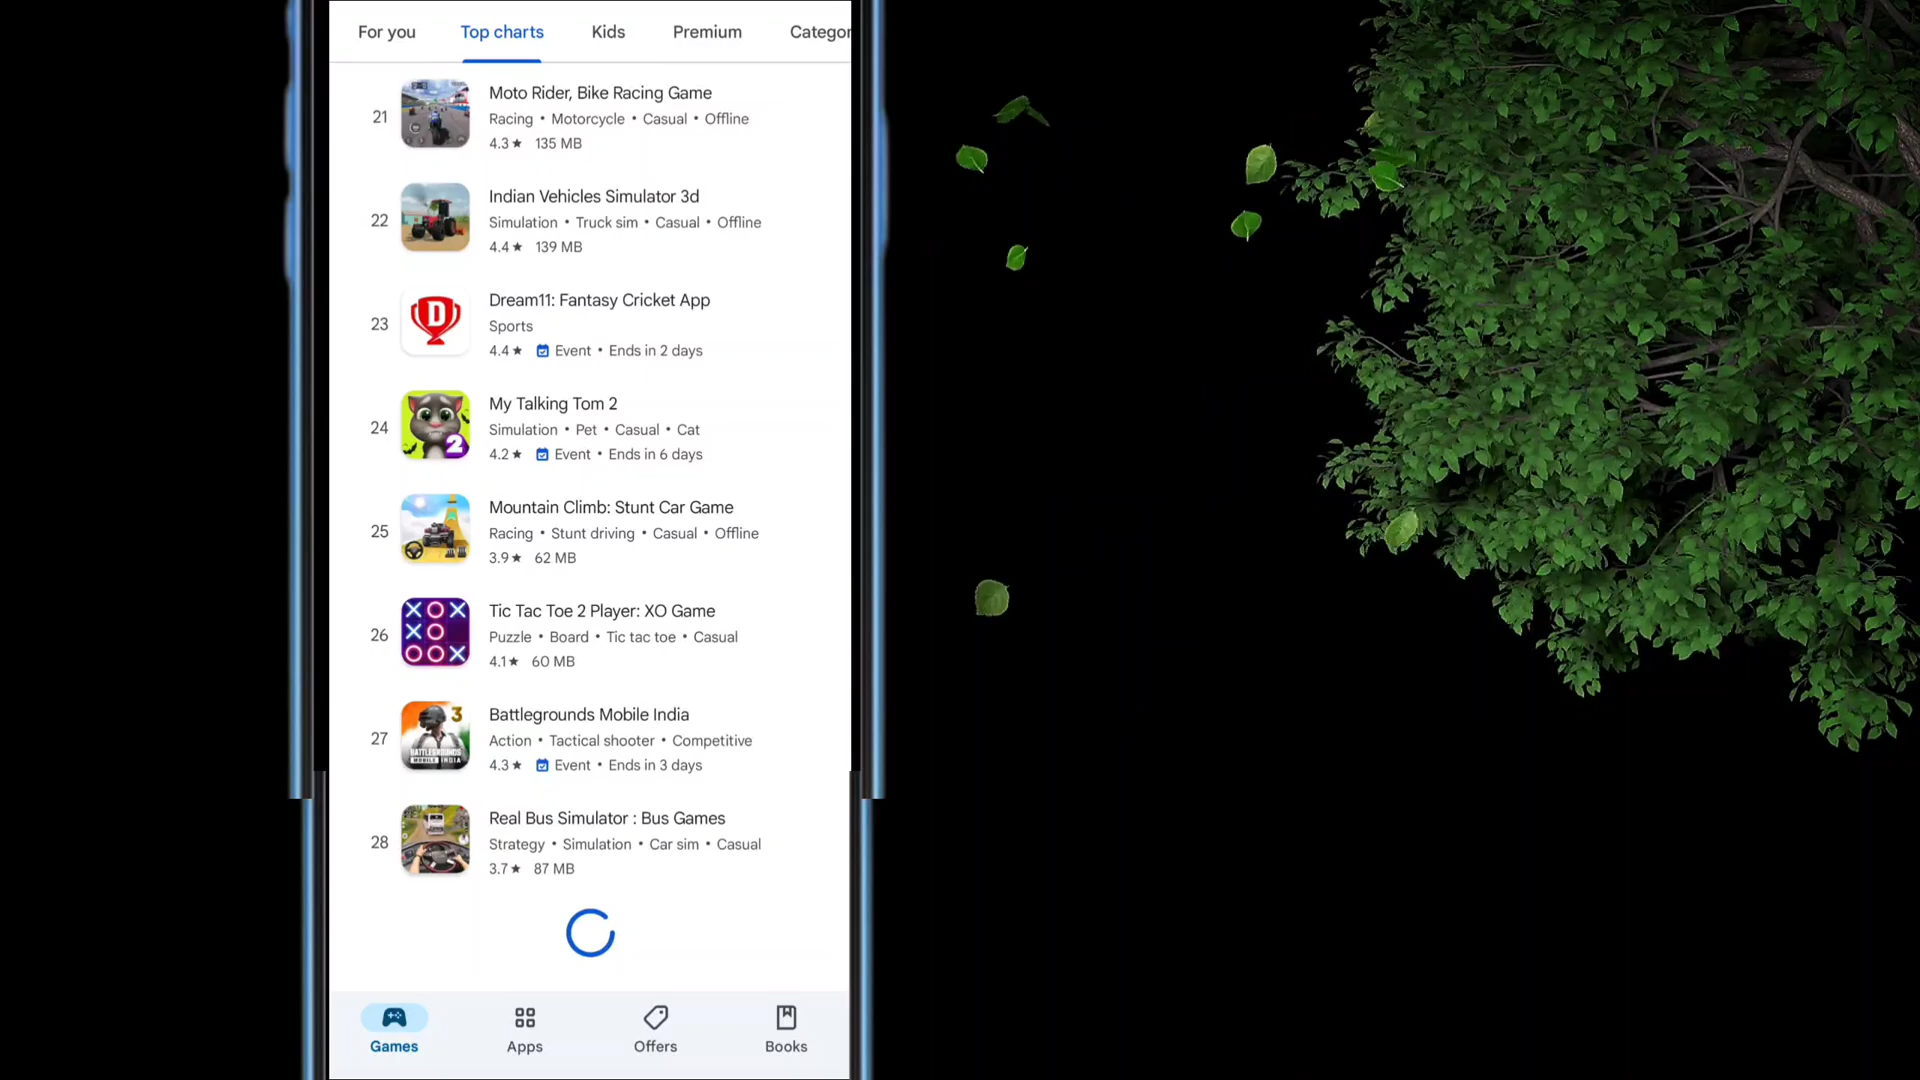 For you Top charts Kids Premium Categor
21
Moto Rider, Bike Racing Game
Racing • Motorcycle • Casual • Offline
4.3★ 135 MB
22
Indian Vehicles Simulator 3d
Simulation • Truck sim • Casual • Offline
4.4★ 139 MB
23
D
Dream11: Fantasy Cricket App
Sports
4.4★ Event • Ends in 2 days
24
2
My Talking Tom 2
Simulation • Pet • Casual • Cat
4.2★ Event • Ends in 6 days
25
Mountain Climb: Stunt Car Game
Racing • Stunt driving • Casual • Offline
3.9★ 62 MB
26
X O X
X O
O O X
Tic Tac Toe 2 Player: XO Game
Puzzle • Board • Tic tac toe • Casual
4.1★ 60 MB
27
3
BATTLEGROUNDS
MOBILE INDIA
Battlegrounds Mobile India
Action • Tactical shooter • Competitive
4.3★ Event • Ends in 3 days
28
Real Bus Simulator : Bus Games
Strategy • Simulation • Car sim • Casual
3.7★ 87 MB
Games Apps Offers Books